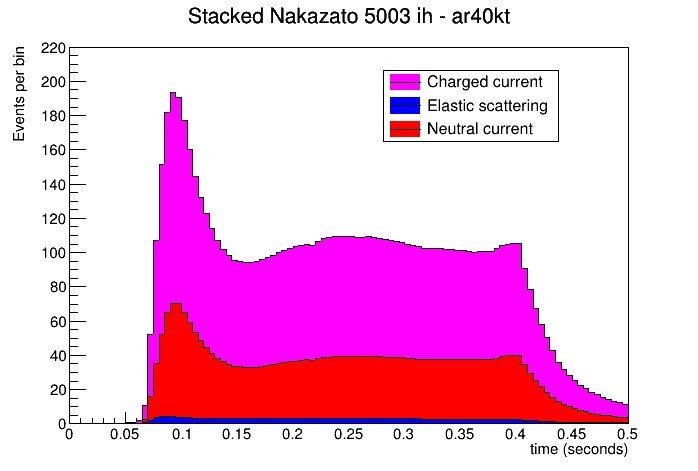 Stacked Nakazato 5003 ih - ar40kt
Events per bin
220
200
180
160
140
120
100
80
60
40
20
0
Charged current
Elastic scattering
Neutral current
0 0.05 0.1 0.15 0.2 0.25 0.3 0.35 0.4 0.45 0.5
time (seconds)